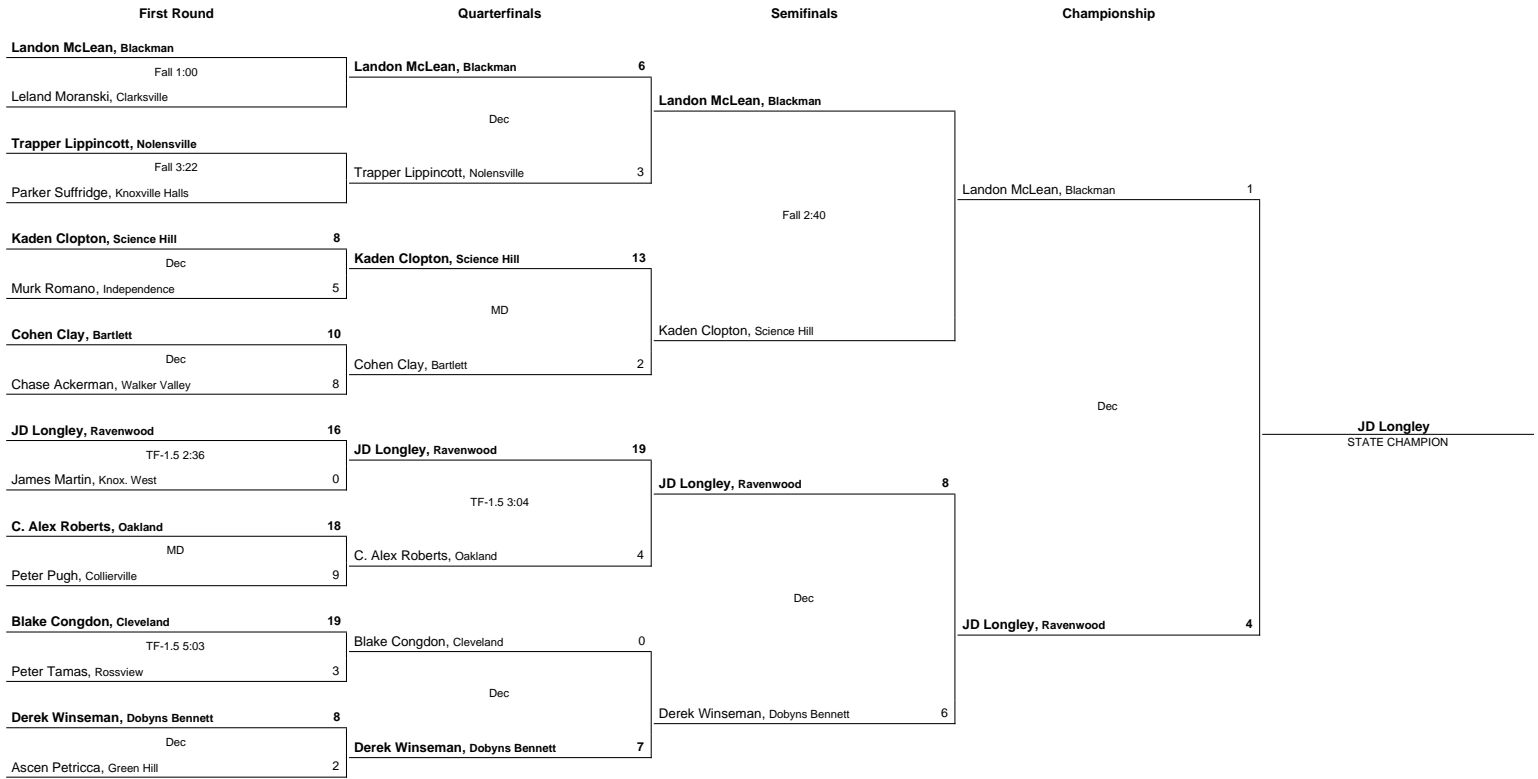 First Round Quarterfinals Semifinals Championship
Landon McLean, Blackman
Fall 1:00
Leland Moranski, Clarksville
Trapper Lippincott, Nolensville
Fall 3:22
Parker Suffridge, Knoxville Halls
Kaden Clopton, Science Hill 8
Dec
Murk Romano, Independence 5
Cohen Clay, Bartlett 10
Dec
Chase Ackerman, Walker Valley 8
JD Longley, Ravenwood 16
TF-1.5 2:36
James Martin, Knox. West 0
C. Alex Roberts, Oakland 18
MD
Peter Pugh, Collierville 9
Blake Congdon, Cleveland 19
TF-1.5 5:03
Peter Tamas, Rossview 3
Derek Winseman, Dobyns Bennett 8
Dec
Ascen Petricca, Green Hill 2
Landon McLean, Blackman 6
Dec
Trapper Lippincott, Nolensville 3
Kaden Clopton, Science Hill 13
MD
Cohen Clay, Bartlett 2
JD Longley, Ravenwood 19
TF-1.5 3:04
C. Alex Roberts, Oakland 4
Blake Congdon, Cleveland 0
Dec
Derek Winseman, Dobyns Bennett 7
Landon McLean, Blackman
Fall 2:40
Kaden Clopton, Science Hill
JD Longley, Ravenwood 8
Dec
Derek Winseman, Dobyns Bennett 6
Landon McLean, Blackman 1
Dec
JD Longley, Ravenwood 4
JD Longley
STATE CHAMPION